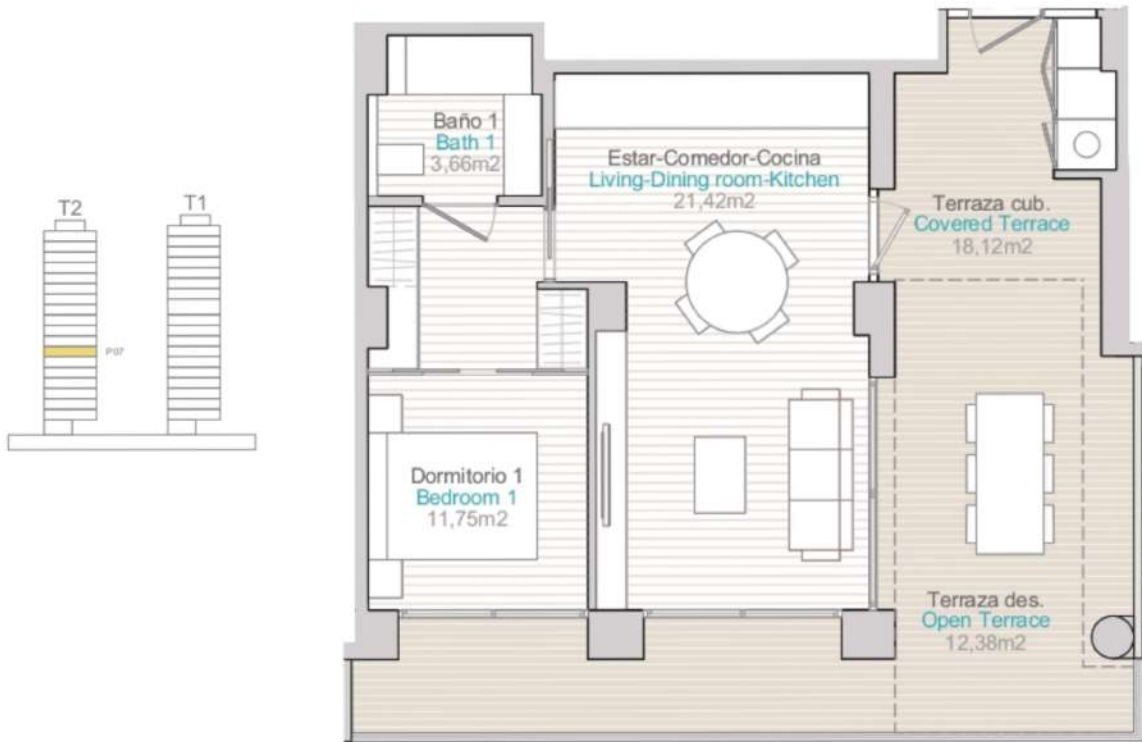 T2
T1
P07
Baño 1
Bath 1
3,66m2
Estar-Comedor-Cocina
Living-Dining room-Kitchen
21,42m2
Terraza cub.
Covered Terrace
18,12m2
Dormitorio 1
Bedroom 1
11,75m2
Terraza des.
Open Terrace
12,38m2